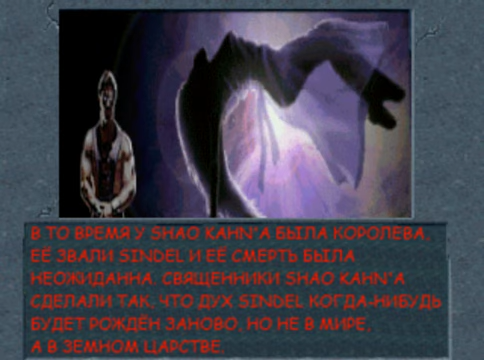 В ТО ВРЕМЯ У SHAO KAHN"А БЫЛА КОРОЛЕВА.
ЕЁ ЗВАЛИ SINDEL И ЕЁ СМЕРТЬ БЫЛА
НЕОЖИДАННА. СВЯЩЕННИКИ SHAO KAHN"А
СДЕЛАЛИ ТАК, ЧТО ДУХ SINDEL КОГДА-НИБУДЬ
БУДЕТ РОЖДЁН ЗАНОВО, НО НЕ В МИРЕ,
А В ЗЕМНОМ ЦАРСТВЕ.